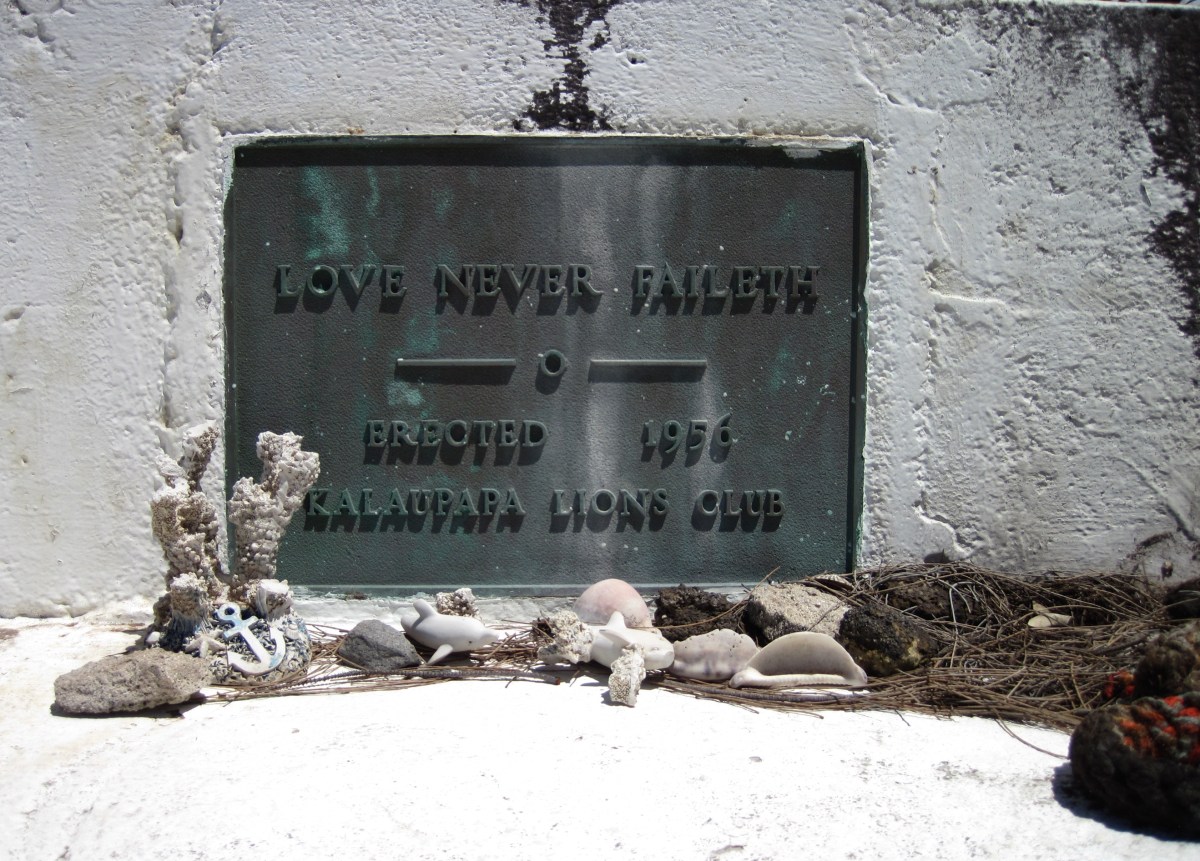 LOVE NEVER FAILETH
ERECTED 1956
KALAUPAPA LIONS CLUB